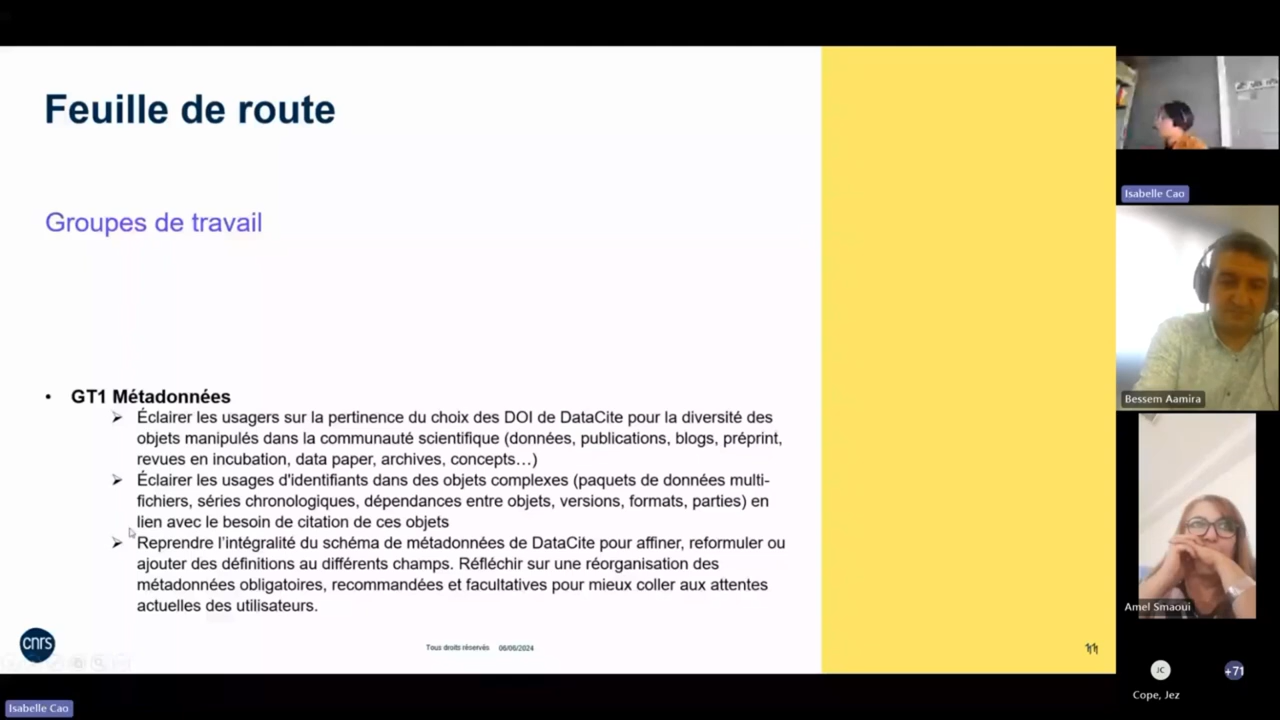 Feuille de route
Groupes de travail
• GT1 Métadonnées
➢ Éclairer les usagers sur la pertinence du choix des DOI de DataCite pour la diversité des
objets manipulés dans la communauté scientifique (données, publications, blogs, préprint,
revues en incubation, data paper, archives, concepts…)
➢ Éclairer les usages d'identifiants dans des objets complexes (paquets de données multi-
fichiers, séries chronologiques, dépendances entre objets, versions, formats, parties) en
lien avec le besoin de citation de ces objets
➢ Reprendre l’intégralité du schéma de métadonnées de DataCite pour affiner, reformuler ou
ajouter des définitions au différents champs. Réfléchir sur une réorganisation des
métadonnées obligatoires, recommandées et facultatives pour mieux coller aux attentes
actuelles des utilisateurs.
cnrs
Tous droits réservés 06/06/2024
11
Isabelle Cao
Isabelle Cao
Bessem Aamira
Amel Smaoui
JC
+71
Cope, Jez